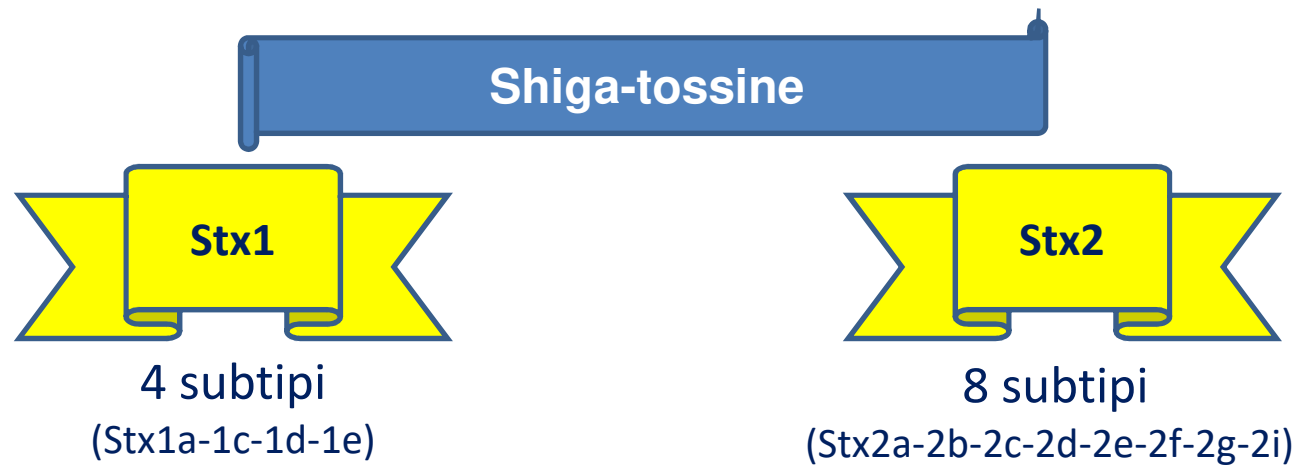 Shiga-tossine
Stx1
Stx2
4 subtipi
(Stx1a-1c-1d-1e)
8 subtipi
(Stx2a-2b-2c-2d-2e-2f-2g-2i)